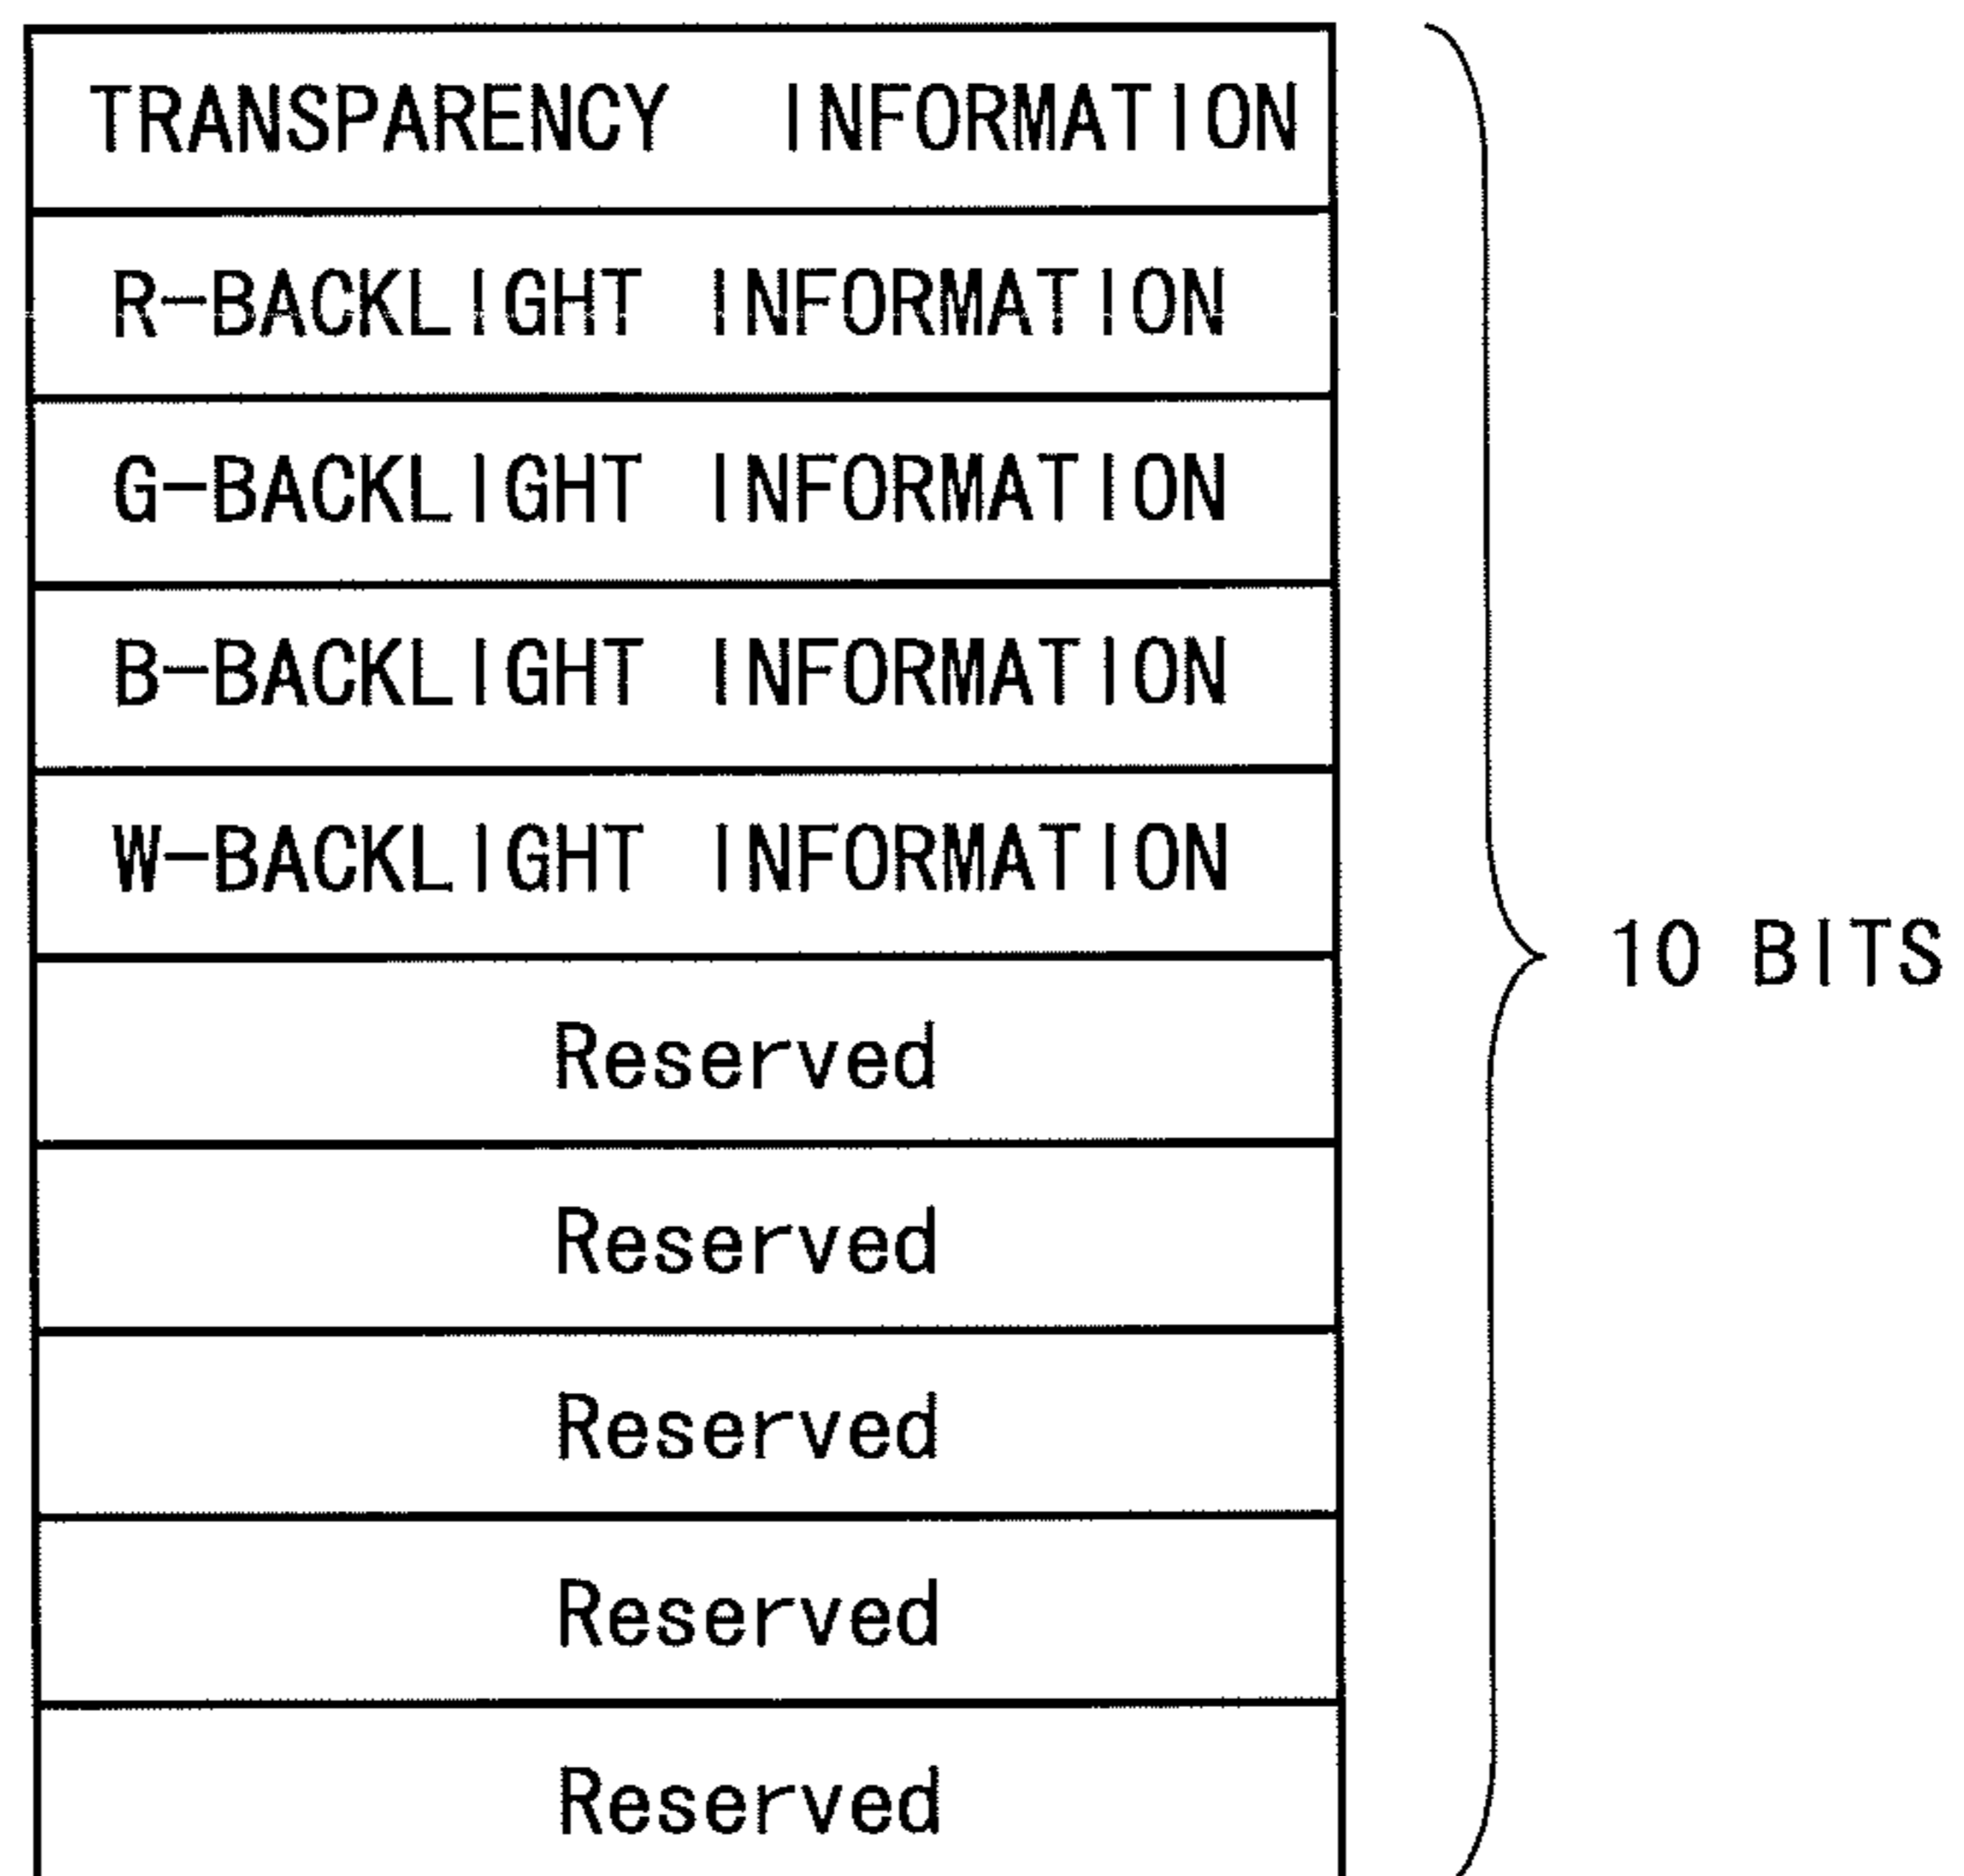 TRANSPARENCY INFORMATION
R-BACKLIGHT INFORMATION
G-BACKLIGHT INFORMATION
B-BACKLIGHT INFORMATION
W-BACKLIGHT INFORMATION
10 BITS
Reserved
Reserved
Reserved
Reserved
Reserved